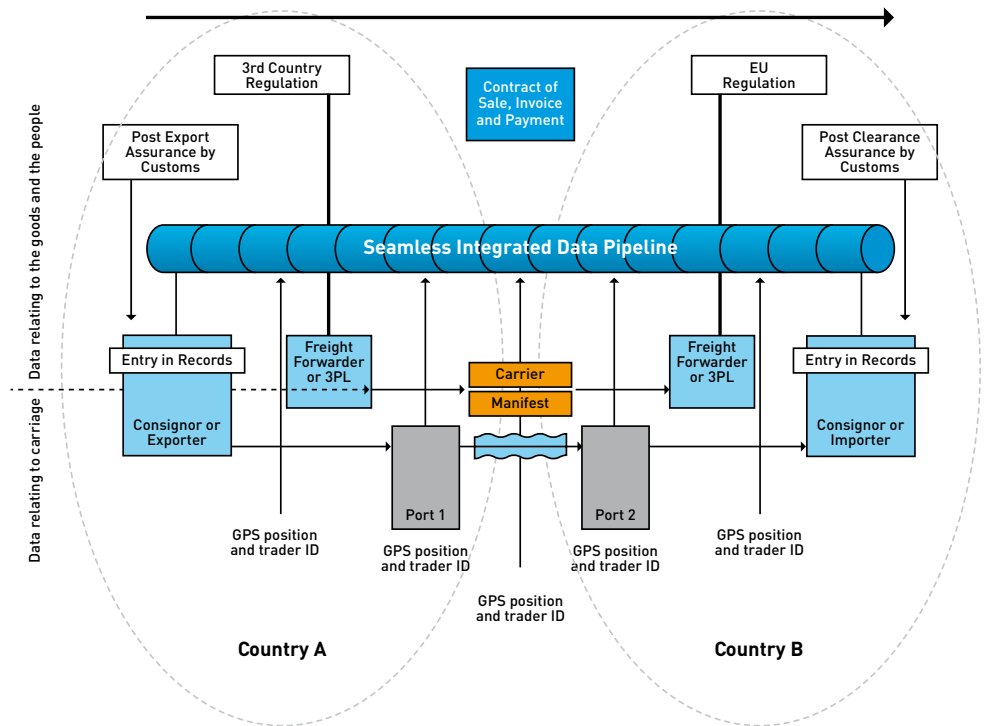 3rd Country
Regulation
EU
Regulation
Contract of
Sale, Invoice
and Payment
Post Export
Assurance by
Customs
Post Clearance
Assurance by
Customs
Data relating to the goods and the people
Seamless Integrated Data Pipeline
Entry in Records
Freight
Forwarder
or 3PL
Carrier
Manifest
Freight
Forwarder
or 3PL
Entry in Records
Data relating to carriage
Consignor or
Exporter
Consignor or
Importer
Port 1
Port 2
GPS position
and trader ID
GPS position
and trader ID
GPS position
and trader ID
GPS position
and trader ID
GPS position
and trader ID
Country A
Country B